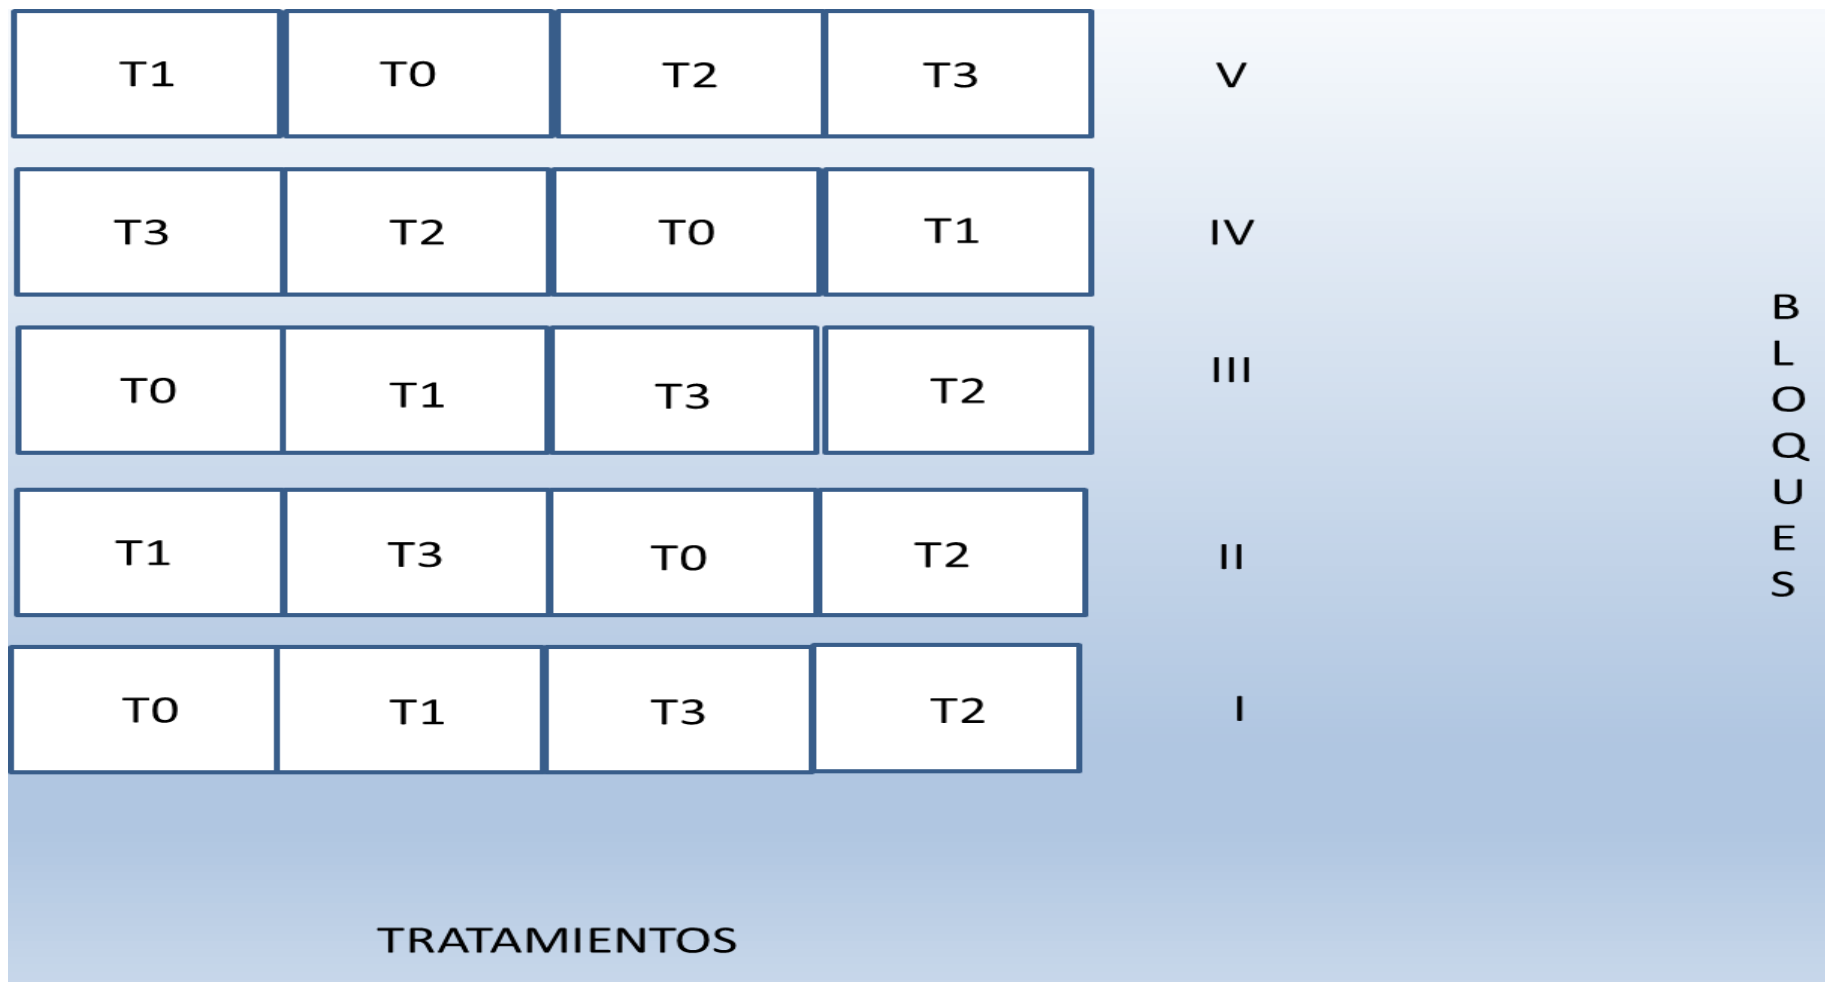 T1 T0 T2 T3 V
T3 T2 T0 T1 IV
T0 T1 T3 T2 III
T1 T3 T0 T2 II
T0 T1 T3 T2 I
BLOQUES
TRATAMIENTOS